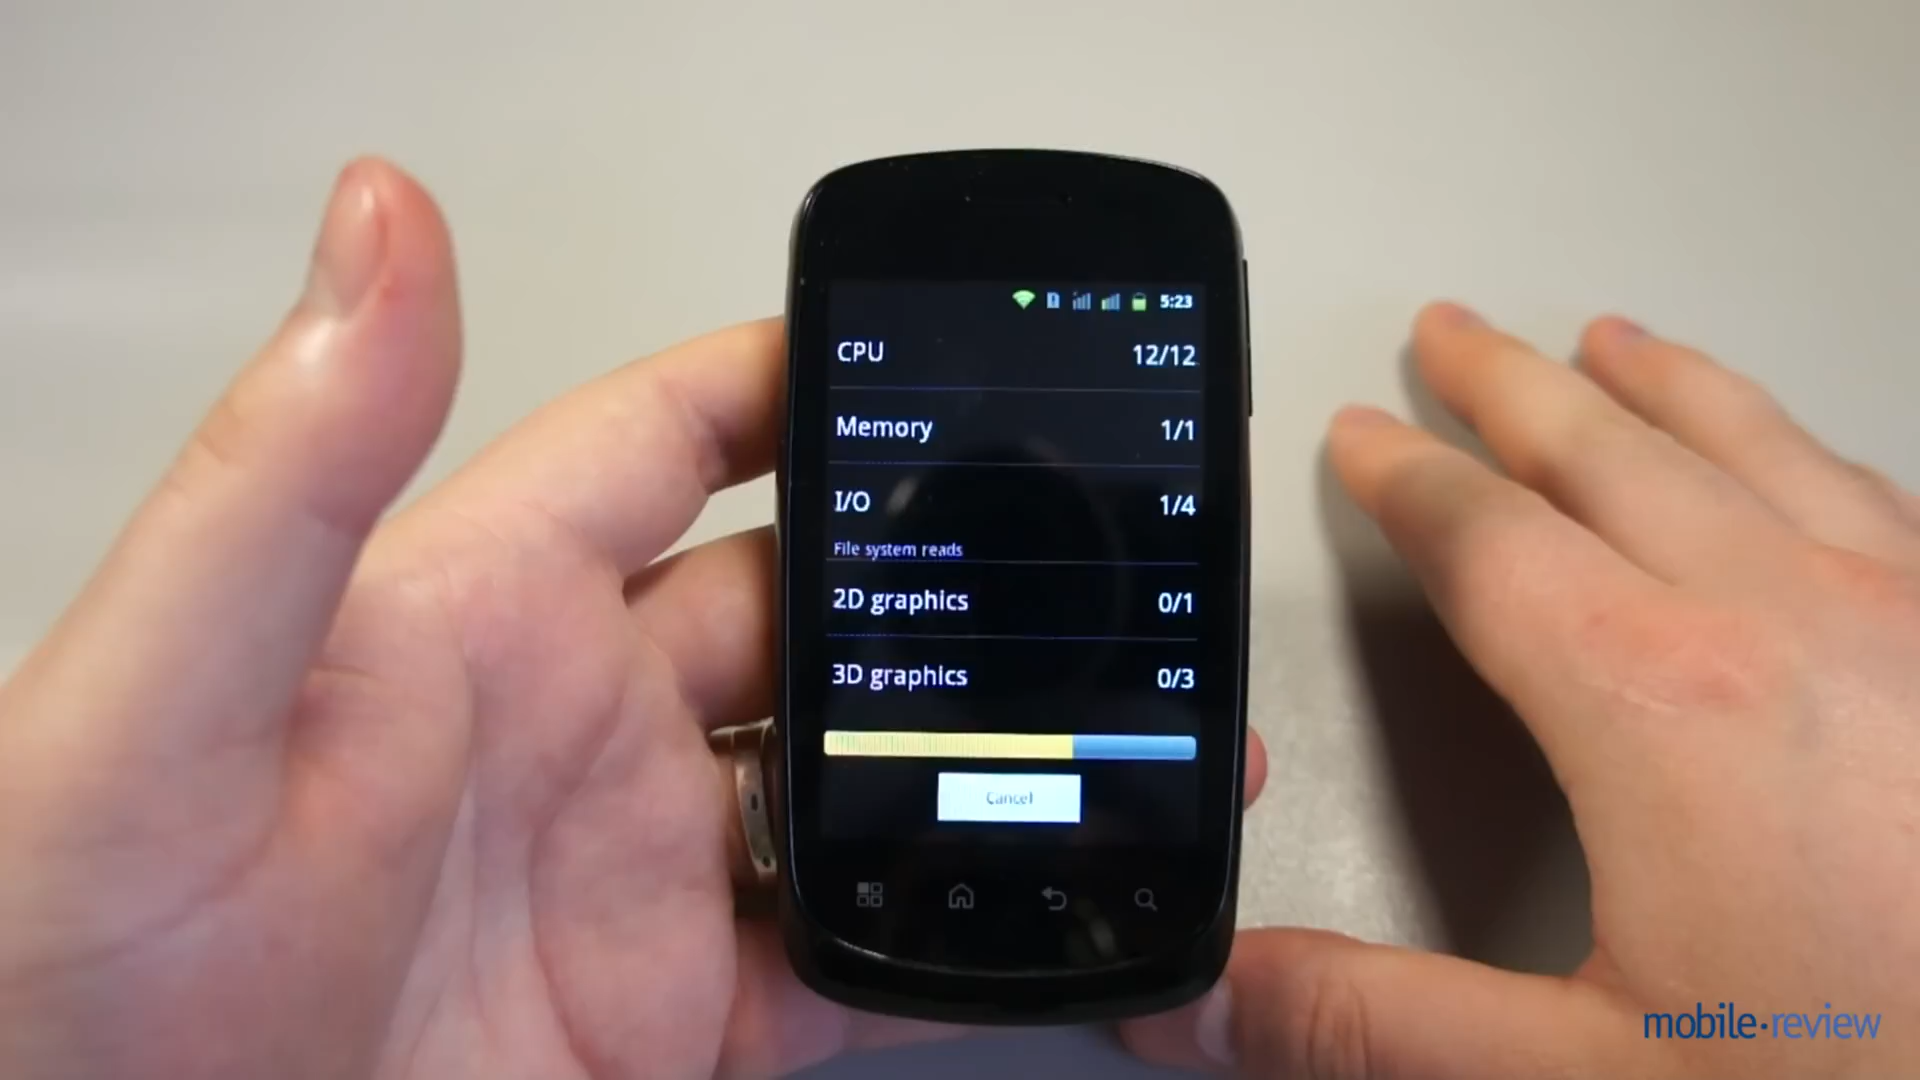 5:23
CPU 12/12
Memory 1/1
I/O 1/4
File system reads
2D graphics 0/1
3D graphics 0/3
Cancel
mobile-review